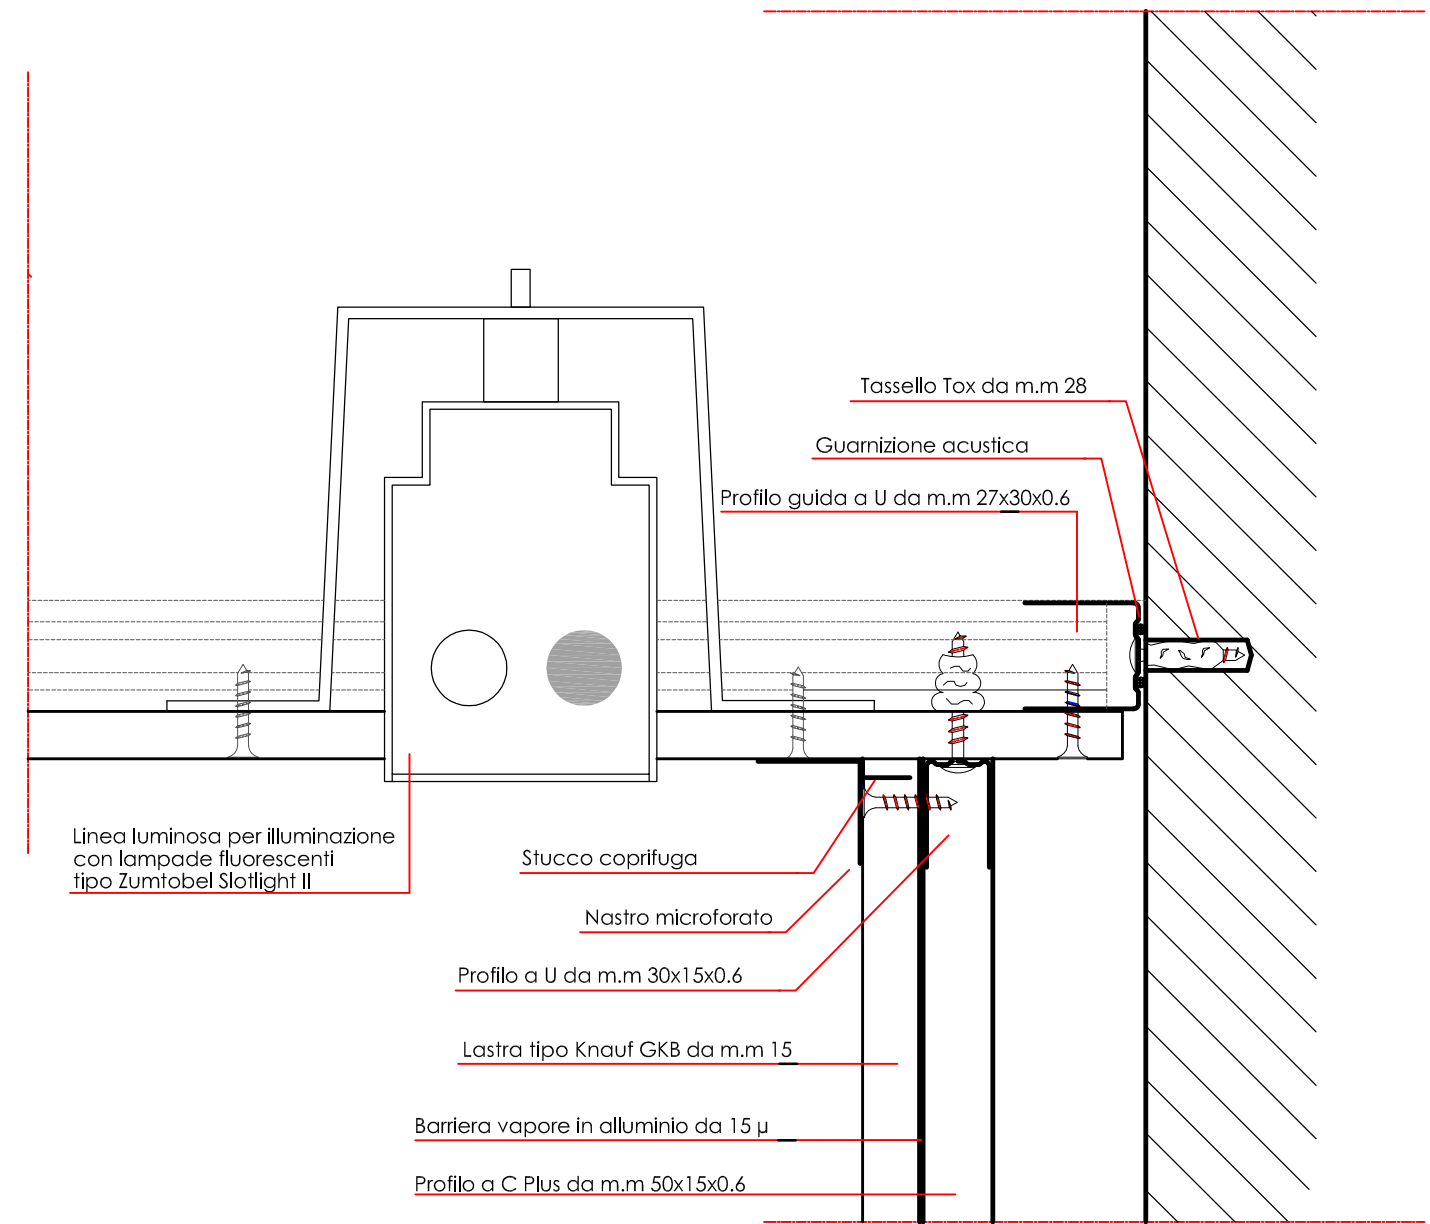 Tassello Tox da m.m 28
Guarnizione acustica
Profilo guida a U da m.m 27x30x0.6
Linea luminosa per illuminazione
con lampade fluorescenti
tipo Zumtobel Slotlight II
Stucco coprifuga
Nastro microforato
Profilo a U da m.m 30x15x0.6
Lastra tipo Knauf GKB da m.m 15
Barriera vapore in alluminio da 15 µ
Profilo a C Plus da m.m 50x15x0.6